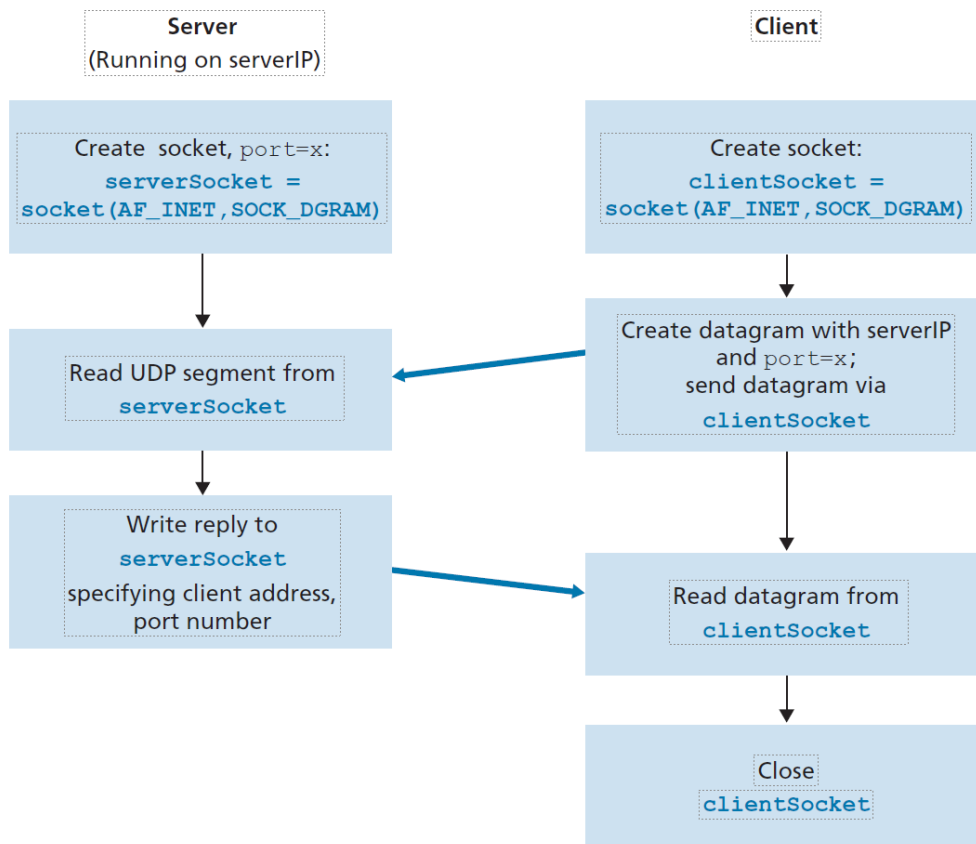 Server
(Running on serverIP)
Create socket, port=x:
serverSocket =
socket(AF_INET,SOCK_DGRAM)
Read UDP segment from
serverSocket
Write reply to
serverSocket
specifying client address,
port number
Client
Create socket:
clientSocket =
socket(AF_INET,SOCK_DGRAM)
Create datagram with serverIP
and port=x;
send datagram via
clientSocket
Read datagram from
clientSocket
Close
clientSocket